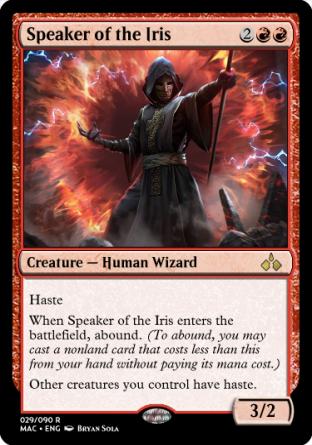 Speaker of the Iris 2
Creature — Human Wizard
Haste
When Speaker of the Iris enters the
battlefield, abound. (To abound, you may
cast a nonland card that costs less than this
from your hand without paying its mana cost.)
Other creatures you control have haste.
3/2
029/090 R
MAC • ENG Bryan Sola